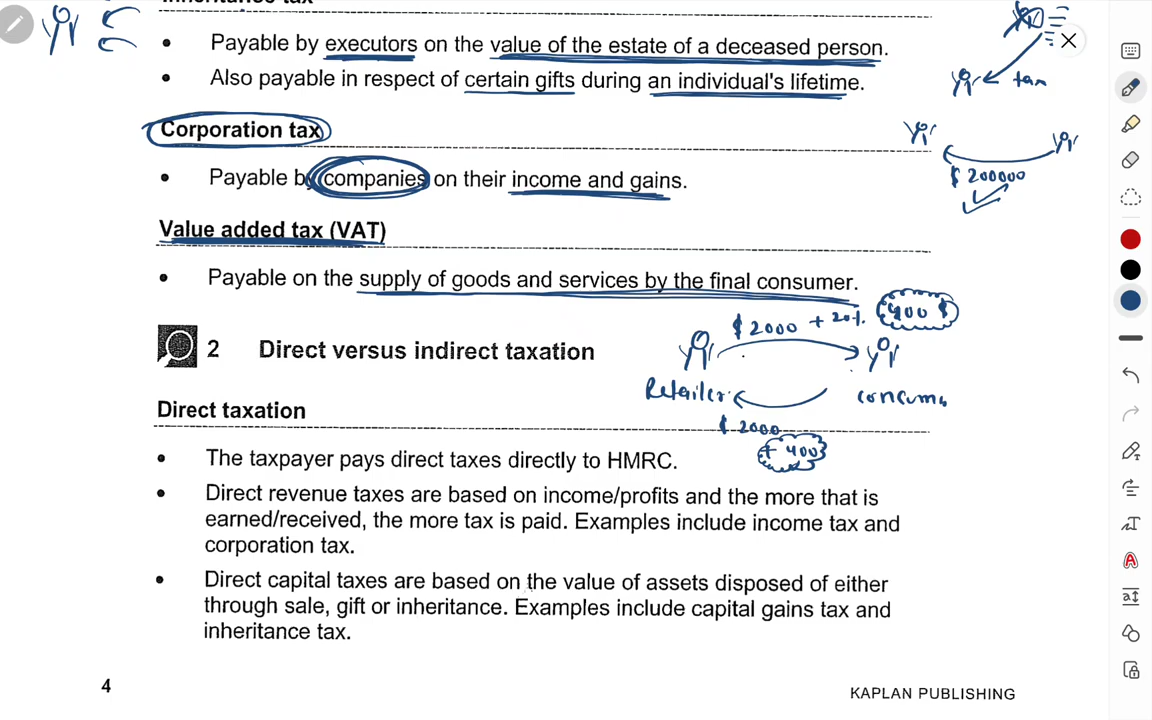 Inheritance tax
• Payable by executors on the value of the estate of a deceased person.
• Also payable in respect of certain gifts during an individual's lifetime.
tax
Corporation tax
• Payable by companies on their income and gains.
$ 200000
Value added tax (VAT)
• Payable on the supply of goods and services by the final consumer.
$ 2000 + 20%. 400 $
2 Direct versus indirect taxation
Retailer
consumer
$ 2000
+ 400
Direct taxation
• The taxpayer pays direct taxes directly to HMRC.
• Direct revenue taxes are based on income/profits and the more that is
earned/received, the more tax is paid. Examples include income tax and
corporation tax.
• Direct capital taxes are based on the value of assets disposed of either
through sale, gift or inheritance. Examples include capital gains tax and
inheritance tax.
4
KAPLAN PUBLISHING